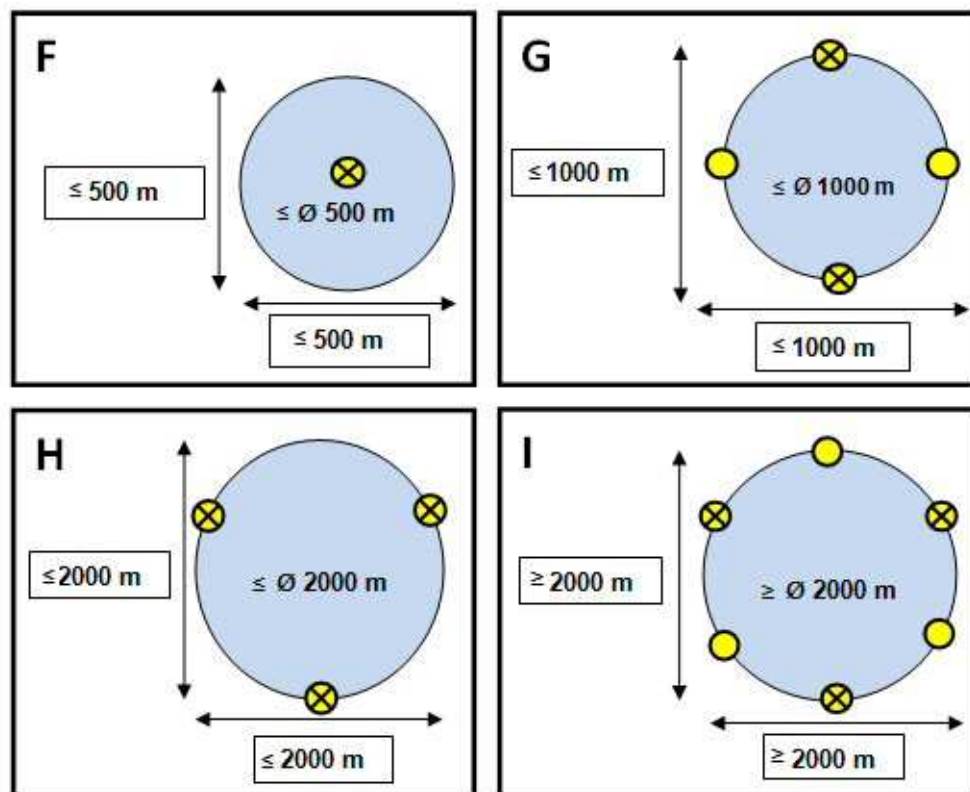 F
≤ 500 m
≤ Ø 500 m
≤ 500 m
G
≤ 1000 m
≤ Ø 1000 m
≤ 1000 m
H
≤ 2000 m
≤ Ø 2000 m
≤ 2000 m
I
≥ 2000 m
≥ Ø 2000 m
≥ 2000 m